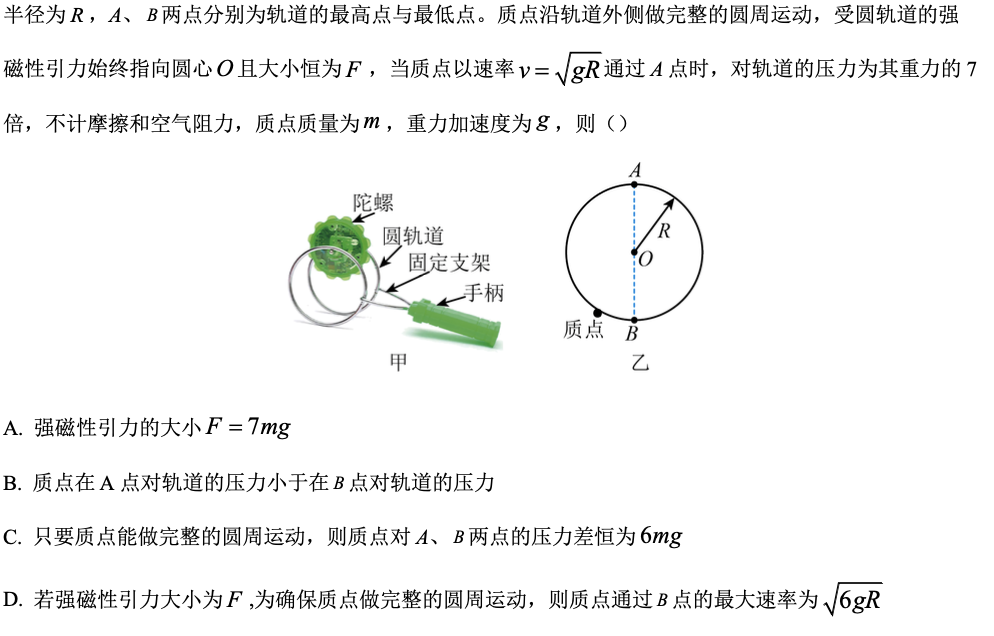 半径为 R，A、 B 两点分别为轨道的最高点与最低点。质点沿轨道外侧做完整的圆周运动，受圆轨道的强
磁性引力始终指向圆心 O 且大小恒为 F ，当质点以速率 v = √gR 通过 A 点时，对轨道的压力为其重力的 7
倍，不计摩擦和空气阻力，质点质量为 m ，重力加速度为 g ，则（）
陀螺
圆轨道
固定支架
手柄
甲
A
R
O
质点
B
乙
A. 强磁性引力的大小 F = 7mg
B. 质点在 A 点对轨道的压力小于在 B 点对轨道的压力
C. 只要质点能做完整的圆周运动，则质点对 A、 B 两点的压力差恒为 6mg
D. 若强磁性引力大小为 F ,为确保质点做完整的圆周运动，则质点通过 B 点的最大速率为 √6gR